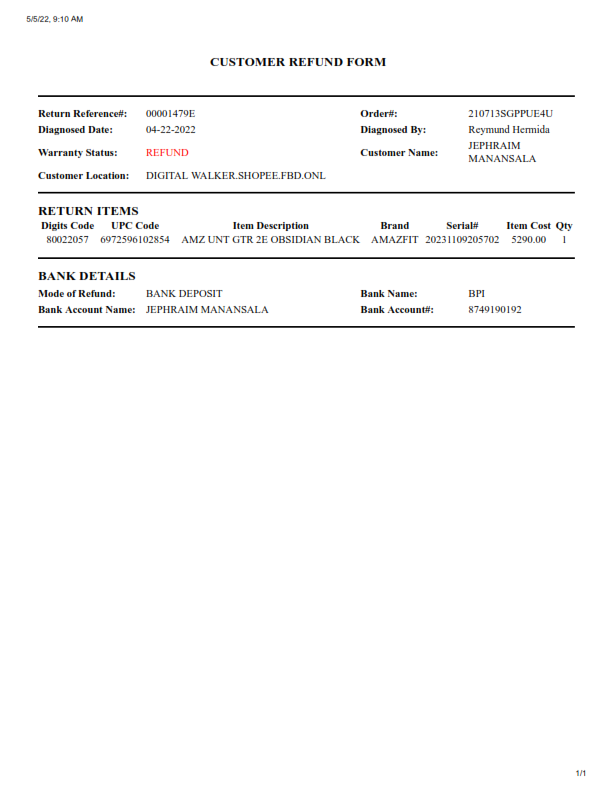 5/5/22, 9:10 AM
CUSTOMER REFUND FORM
Return Reference#: 00001479E Order#: 210713SGPPUE4U
Diagnosed Date: 04-22-2022 Diagnosed By: Reymund Hermida
Warranty Status: REFUND Customer Name: JEPHRAIM
MANANSALA
Customer Location: DIGITAL WALKER.SHOPEE.FBD.ONL
RETURN ITEMS
Digits Code UPC Code Item Description Brand Serial# Item Cost Qty
80022057 6972596102854 AMZ UNT GTR 2E OBSIDIAN BLACK AMAZFIT 20231109205702 5290.00 1
BANK DETAILS
Mode of Refund: BANK DEPOSIT Bank Name: BPI
Bank Account Name: JEPHRAIM MANANSALA Bank Account#: 8749190192
1/1